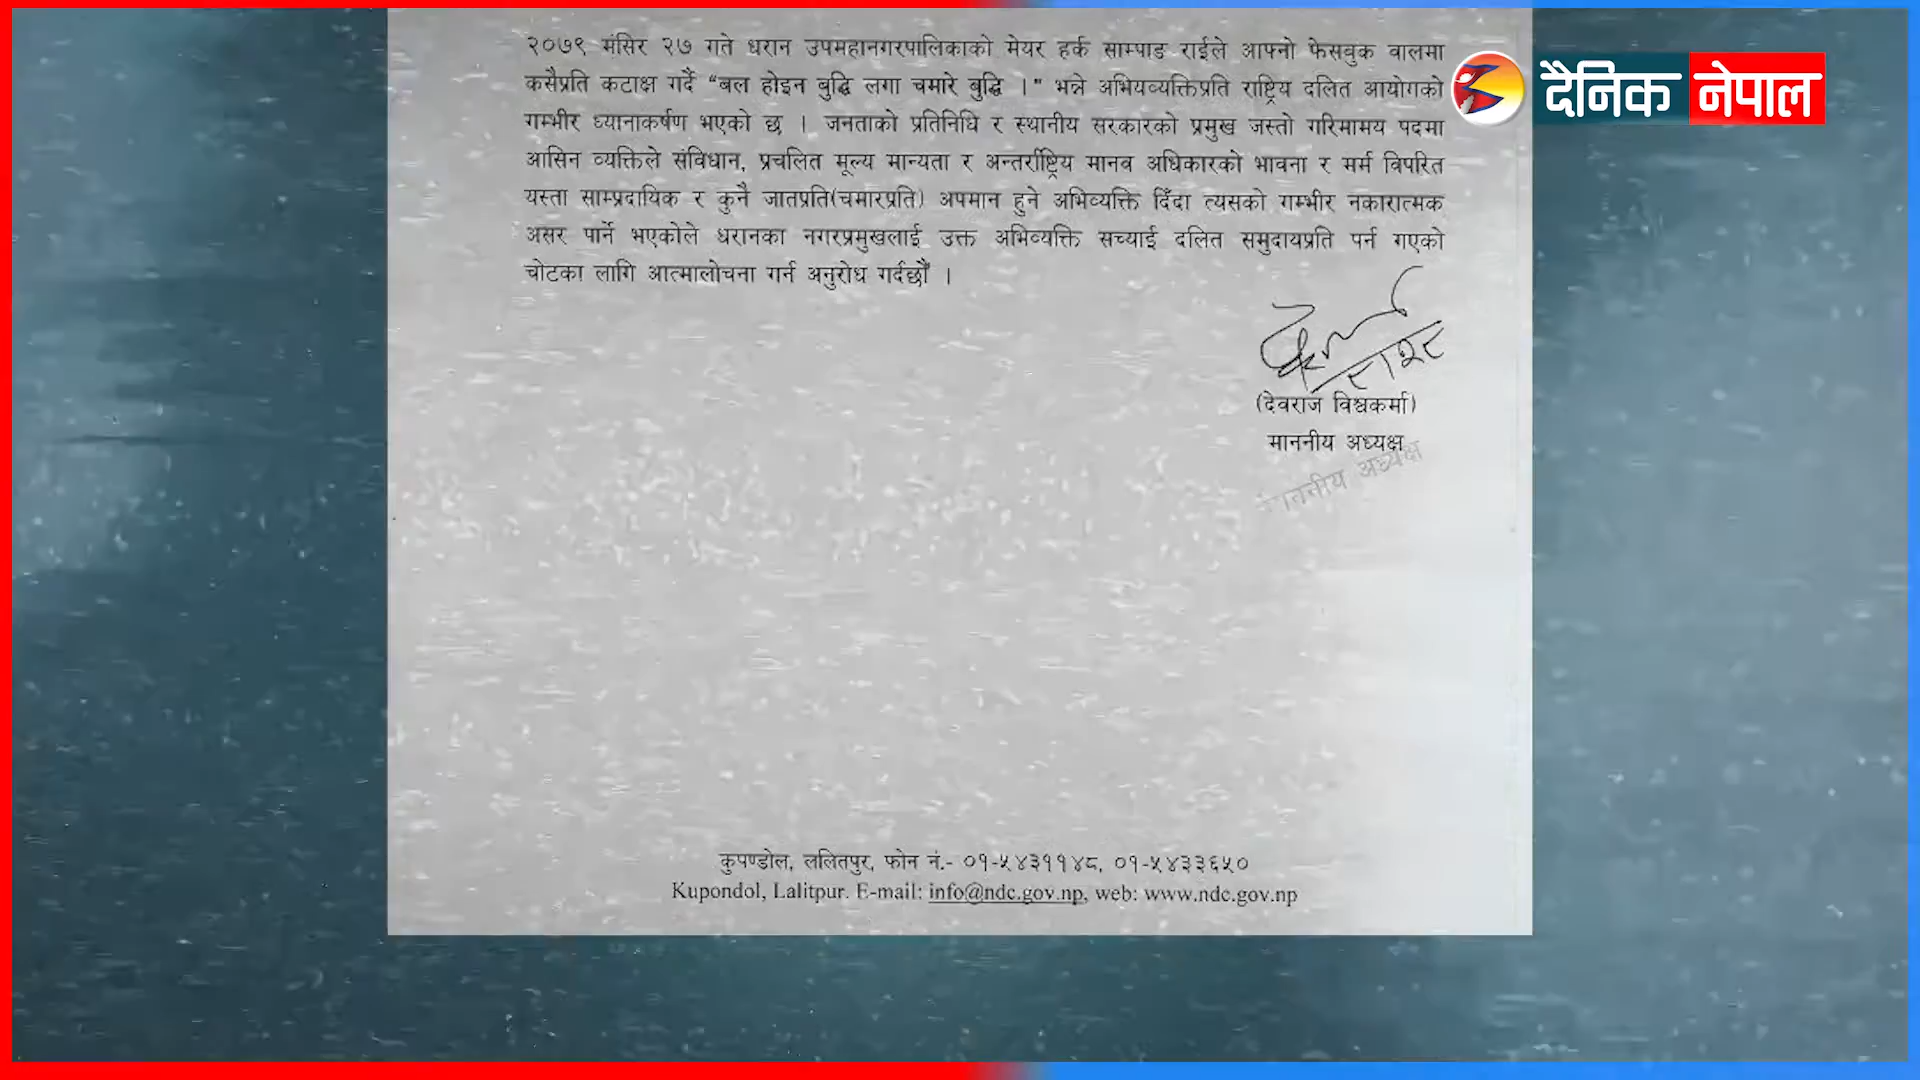 २०७९ मंसिर २७ गते धरान उपमहानगरपालिकाको मेयर हर्क साम्पाङ राईले आफ्नो फेसबुक वालमा
कसैप्रति कटाक्ष गर्दै “बल होइन बुद्धि लगा चमारे बुद्धि ।” भन्ने अभियव्यक्तिप्रति राष्ट्रिय दलित आयोगको
गम्भीर ध्यानाकर्षण भएको छ । जनताको प्रतिनिधि र स्थानीय सरकारको प्रमुख जस्तो गरिमामय पदमा
आसिन व्यक्तिले संविधान, प्रचलित मूल्य मान्यता र अन्तर्राष्ट्रिय मानव अधिकारको भावना र मर्म विपरित
यस्ता साम्प्रदायिक र कुनै जातप्रति(चमारप्रति) अपमान हुने अभिव्यक्ति दिँदा त्यसको गम्भीर नकारात्मक
असर पार्ने भएकोले धरानका नगरप्रमुखलाई उक्त अभिव्यक्ति सच्याई दलित समुदायप्रति पर्न गएको
चोटका लागि आत्मालोचना गर्न अनुरोध गर्दछौँ ।
(देवराज विश्वकर्मा)
माननीय अध्यक्ष
माननीय अध्यक्ष
कुपण्डोल, ललितपुर, फोन नं.- ०१-५४३११४८, ०१-५४३३६५०
Kupondol, Lalitpur. E-mail: info@ndc.gov.np, web: www.ndc.gov.np
दैनिक नेपाल